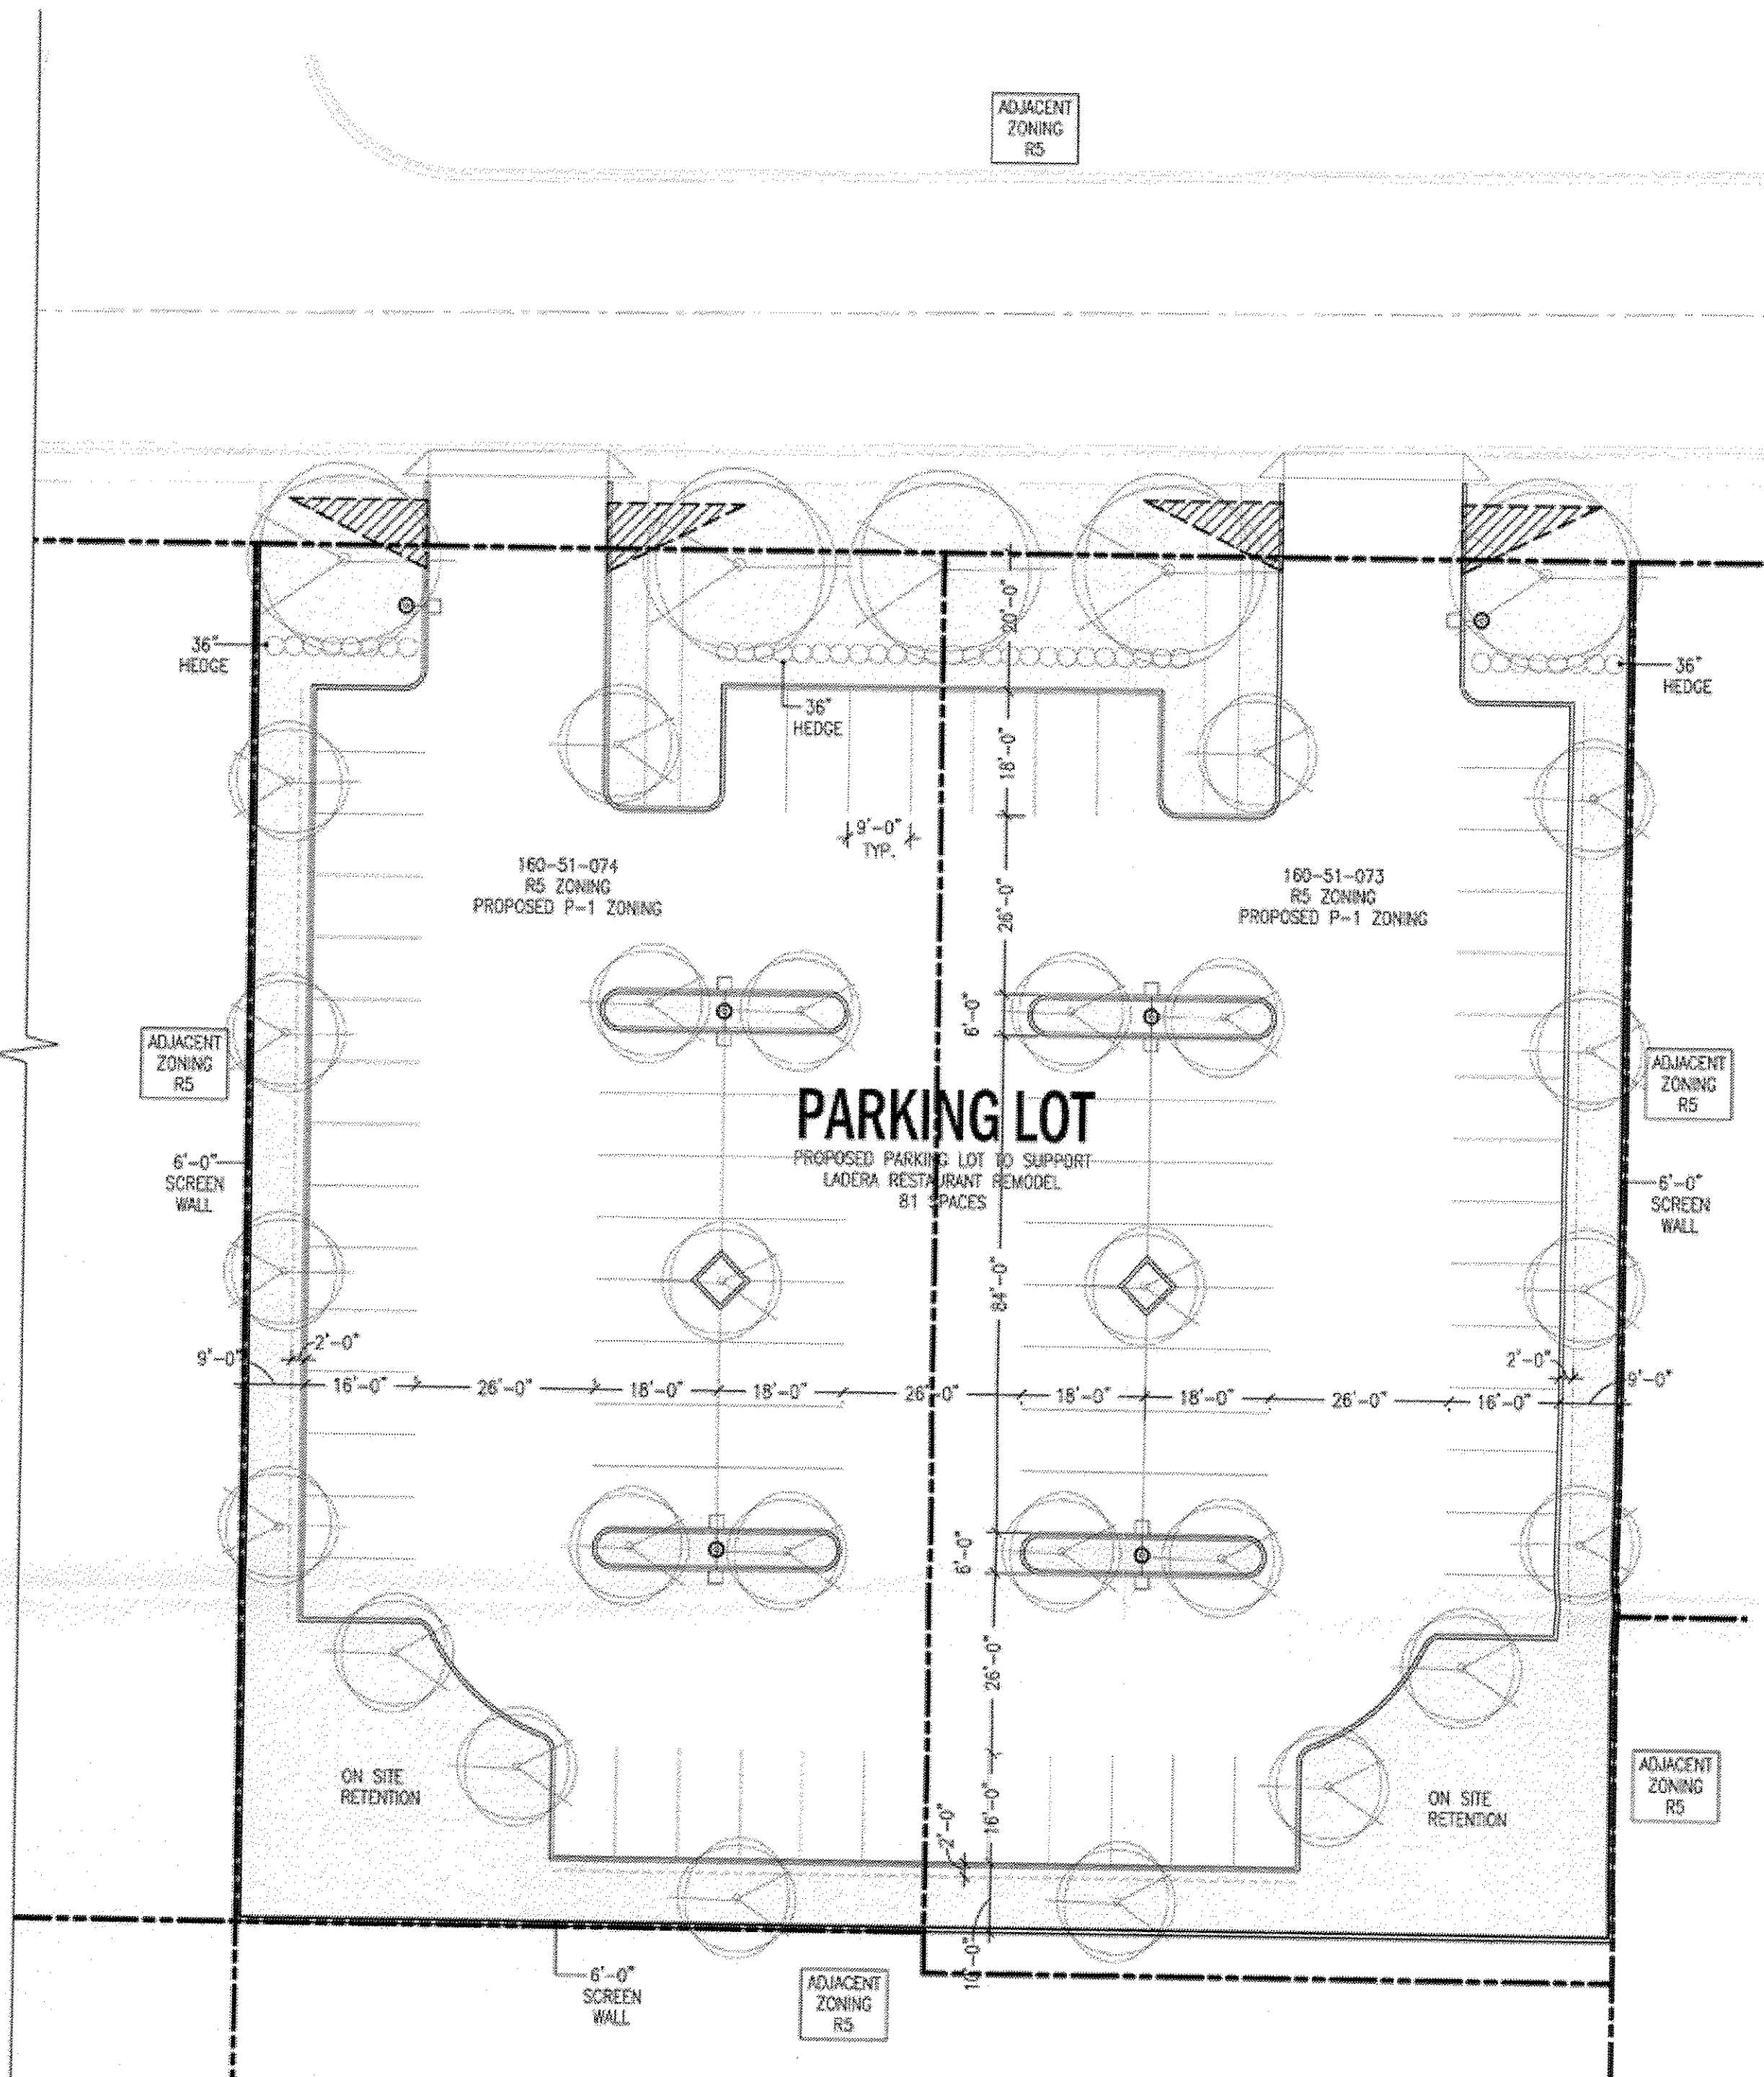 ADJACENT
ZONING
R5
36"
HEDGE
36"
HEDGE
36"
HEDGE
20'-0"
18'-0"
9'-0"
TYP.
160-51-074
R5 ZONING
PROPOSED P-1 ZONING
160-51-073
R5 ZONING
PROPOSED P-1 ZONING
26'-0"
6'-0"
ADJACENT
ZONING
R5
ADJACENT
ZONING
R5
PARKING LOT
PROPOSED PARKING LOT TO SUPPORT
LADERA RESTAURANT REMODEL
81 SPACES
6'-0"
SCREEN
WALL
6'-0"
SCREEN
WALL
84'-0"
9'-0"
2'-0"
16'-0"
26'-0"
18'-0"
18'-0"
26'-0"
18'-0"
18'-0"
26'-0"
16'-0"
2'-0"
9'-0"
6'-0"
26'-0"
ON SITE
RETENTION
2'-0"
16'-0"
ON SITE
RETENTION
ADJACENT
ZONING
R5
10'-0"
6'-0"
SCREEN
WALL
ADJACENT
ZONING
R5